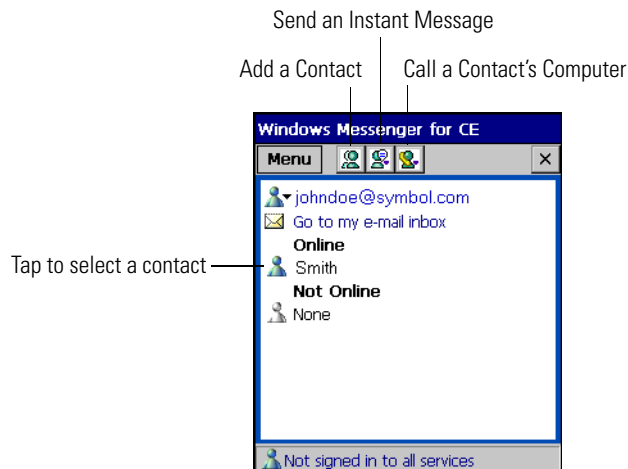 Send an Instant Message
Add a Contact
Call a Contact's Computer
Windows Messenger for CE
Menu
johndoe@symbol.com
Go to my e-mail inbox
Online
Tap to select a contact
Smith
Not Online
None
Not signed in to all services